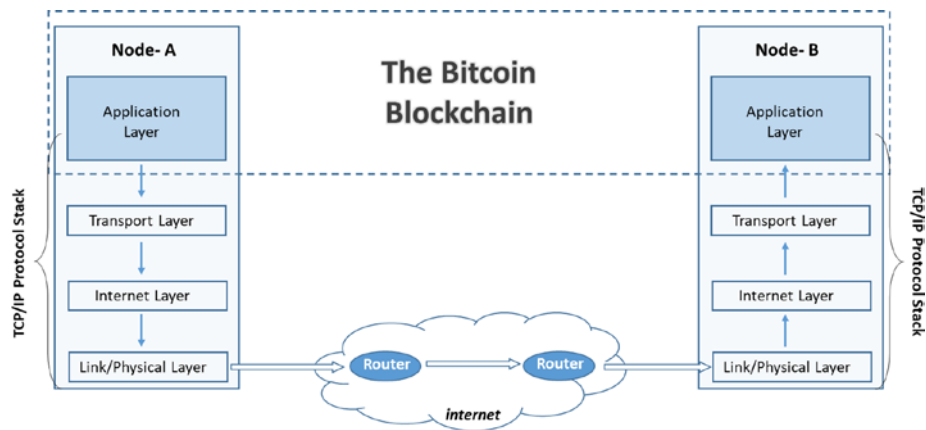 Node- A
The Bitcoin
Blockchain
Node- B
Application
Layer
Application
Layer
TCP/IP Protocol Stack
Transport Layer
Transport Layer
TCP/IP Protocol Stack
Internet Layer
Internet Layer
Link/Physical Layer
Router
Router
Link/Physical Layer
internet